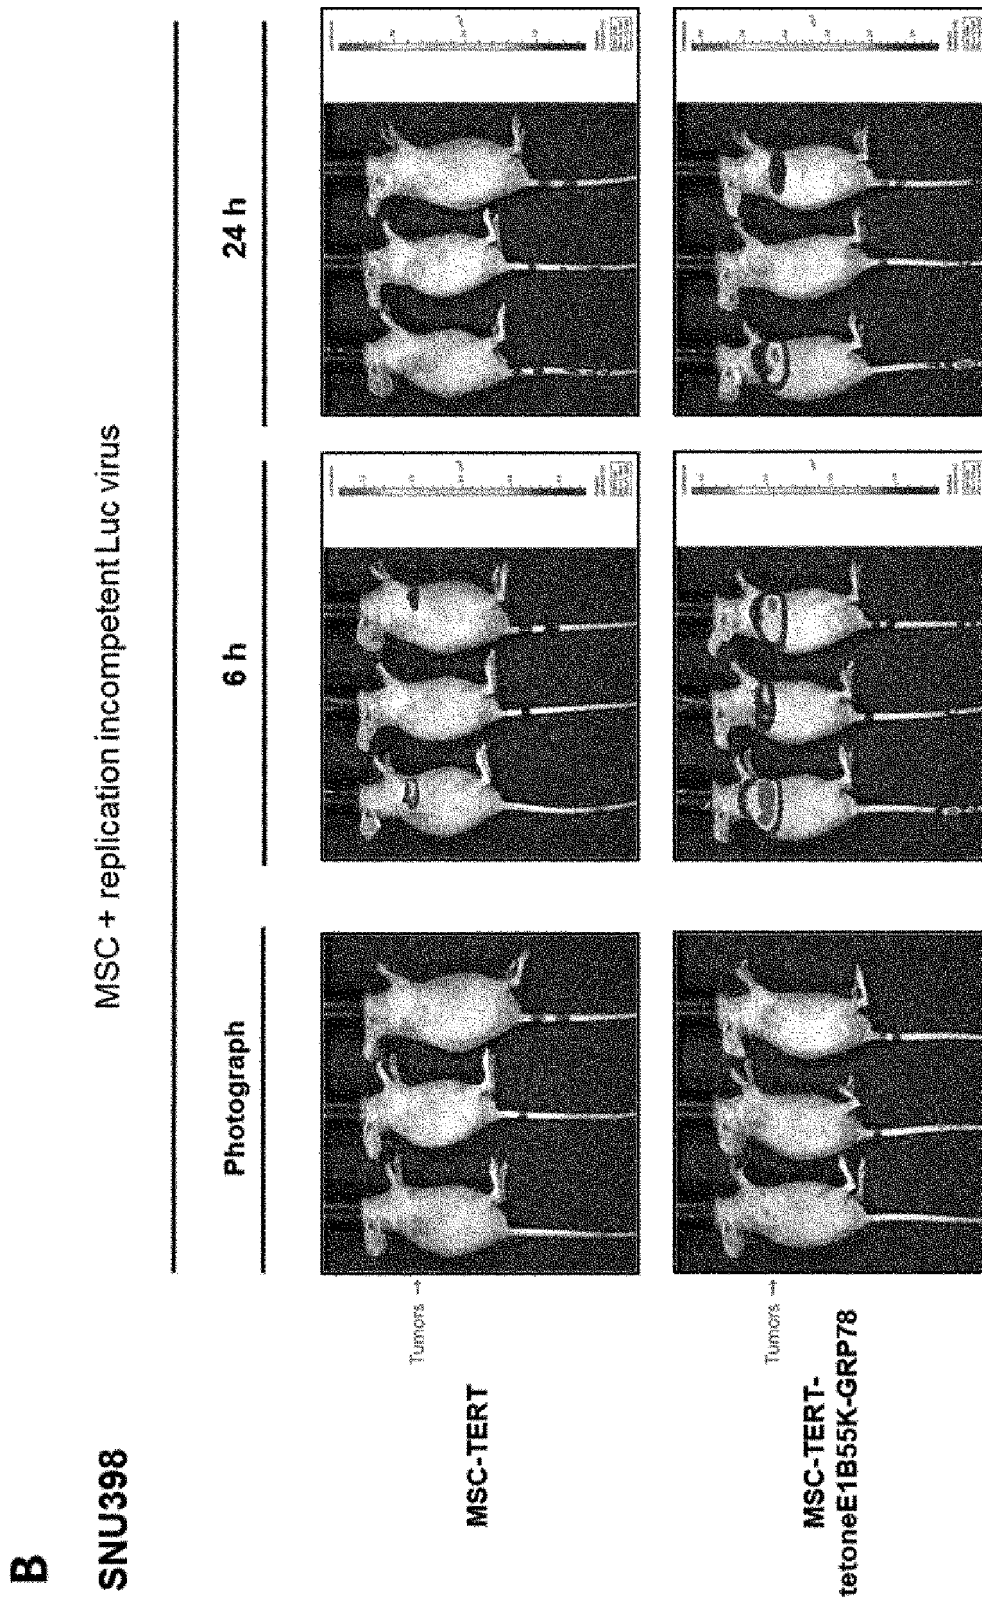 B
SNU398
MSC + replication incompetent Luc virus
Photograph
6 h
24 h
Tumors →
MSC-TERT
Tumors →
MSC-TERT-
tetoneE1B55K-GRP78